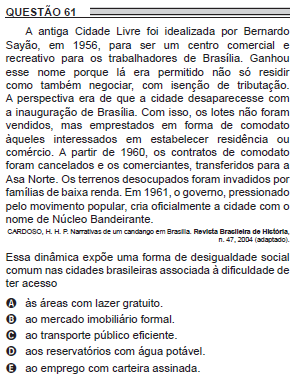 QUESTÃO 61
A antiga Cidade Livre foi idealizada por Bernardo
Sayão, em 1956, para ser um centro comercial e
recreativo para os trabalhadores de Brasília. Ganhou
esse nome porque lá era permitido não só residir
como também negociar, com isenção de tributação.
A perspectiva era de que a cidade desaparecesse com
a inauguração de Brasília. Com isso, os lotes não foram
vendidos, mas emprestados em forma de comodato
àqueles interessados em estabelecer residência ou
comércio. A partir de 1960, os contratos de comodato
foram cancelados e os comerciantes, transferidos para a
Asa Norte. Os terrenos desocupados foram invadidos por
famílias de baixa renda. Em 1961, o governo, pressionado
pelo movimento popular, cria oficialmente a cidade com o
nome de Núcleo Bandeirante.
CARDOSO, H. H. P. Narrativas de um candango em Brasília. Revista Brasileira de História,
n. 47, 2004 (adaptado).
Essa dinâmica expõe uma forma de desigualdade social
comum nas cidades brasileiras associada à dificuldade de
ter acesso
A às áreas com lazer gratuito.
B ao mercado imobiliário formal.
C ao transporte público eficiente.
D aos reservatórios com água potável.
E ao emprego com carteira assinada.